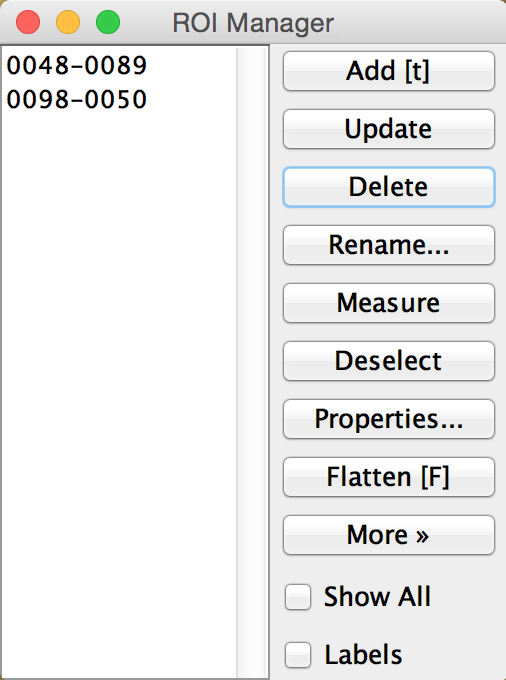 ROI Manager
0048-0089
0098-0050
Add [t]
Update
Delete
Rename...
Measure
Deselect
Properties...
Flatten [F]
More »
Show All
Labels